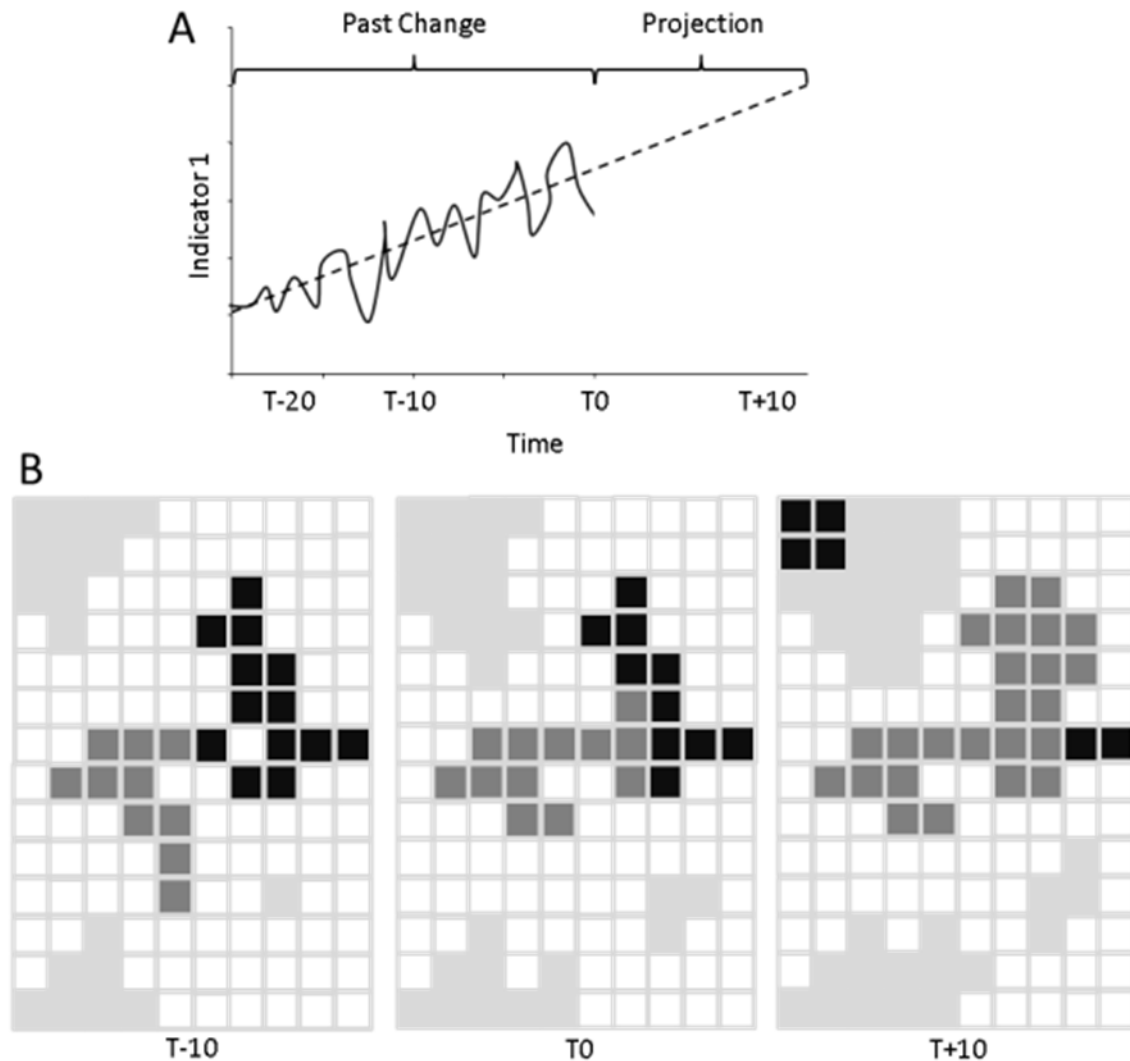 A
Past Change
Projection
Indicator 1
T-20
T-10
T0
T+10
Time
B
T-10
T0
T+10